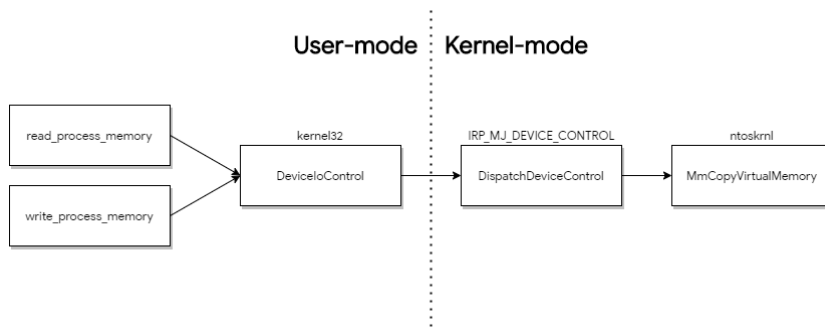 User-mode
Kernel-mode
read_process_memory
write_process_memory
kernel32
DeviceIoControl
IRP_MJ_DEVICE_CONTROL
DispatchDeviceControl
ntoskrnl
MmCopyVirtualMemory